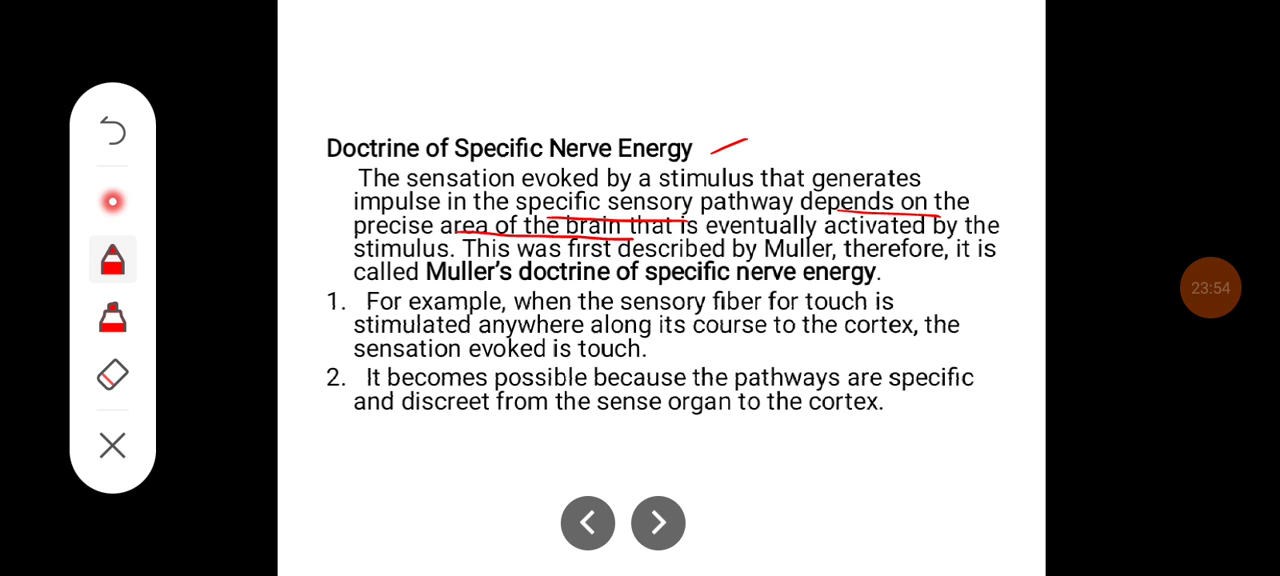 Doctrine of Specific Nerve Energy
The sensation evoked by a stimulus that generates
impulse in the specific sensory pathway depends on the
precise area of the brain that is eventually activated by the
stimulus. This was first described by Muller, therefore, it is
called Muller’s doctrine of specific nerve energy.
1. For example, when the sensory fiber for touch is
stimulated anywhere along its course to the cortex, the
sensation evoked is touch.
2. It becomes possible because the pathways are specific
and discreet from the sense organ to the cortex.
23:54